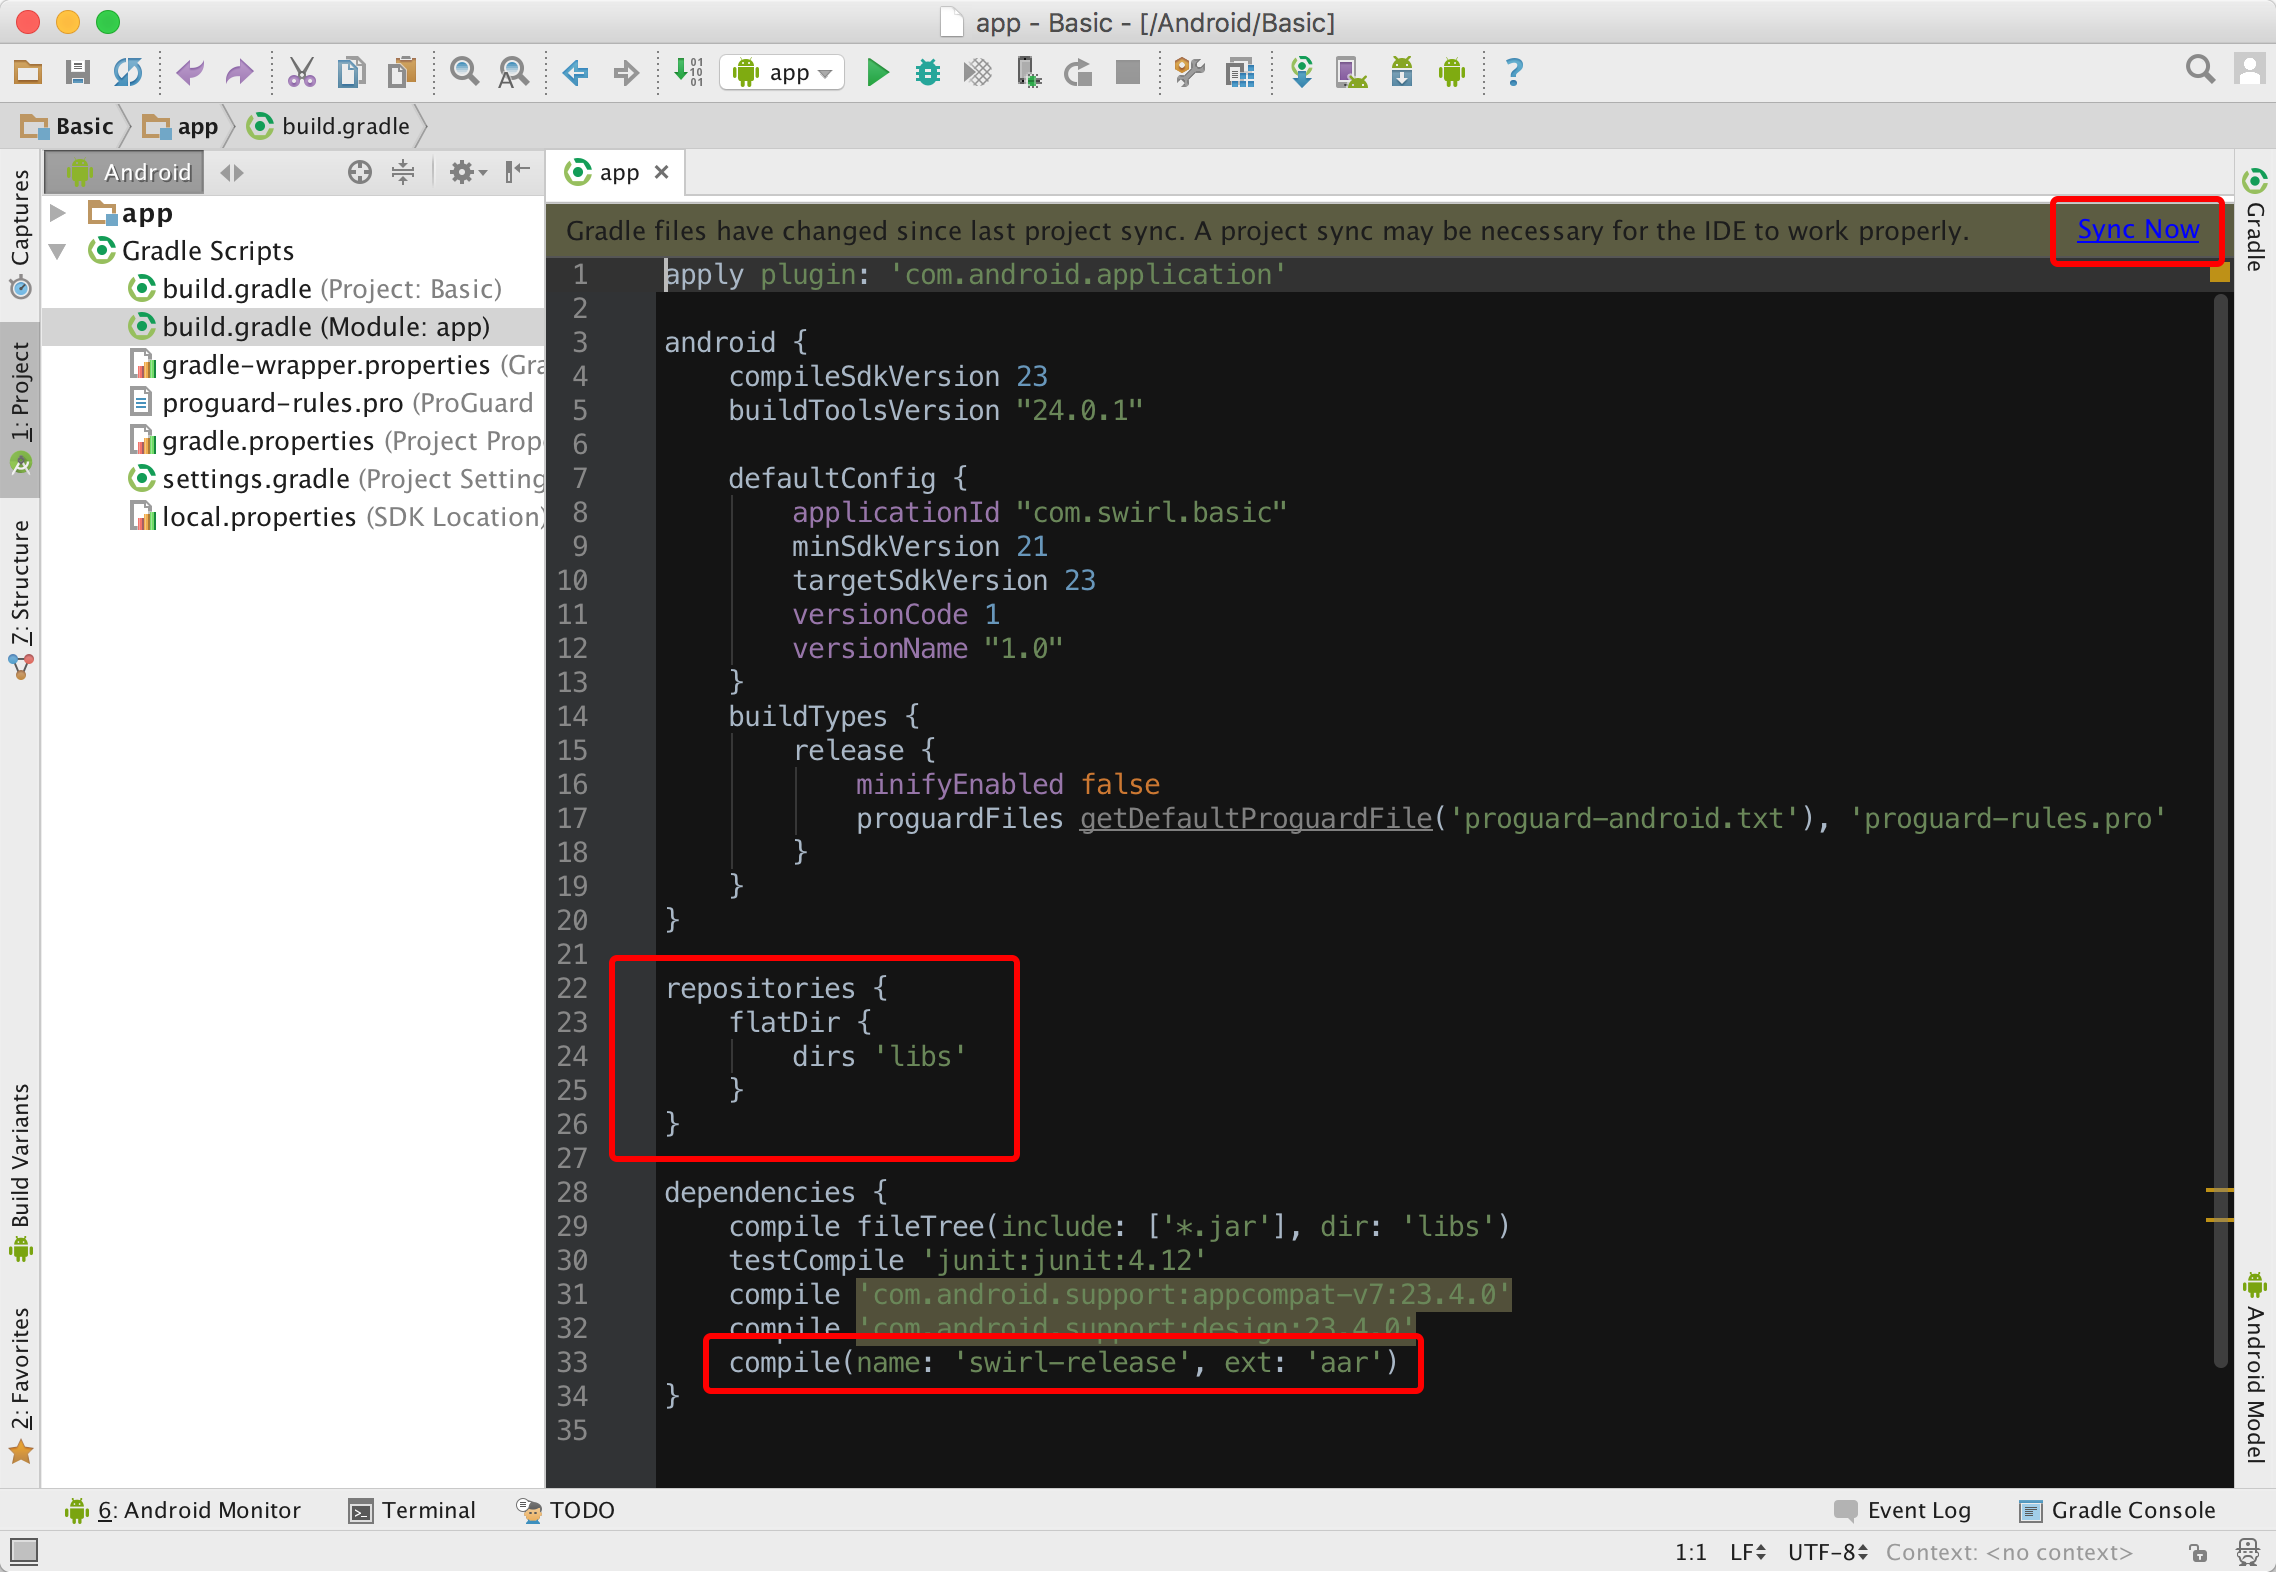 app - Basic - [/Android/Basic]
app
Basic
app
build.gradle
Captures
1: Project
7: Structure
Build Variants
2: Favorites
Android
app
Gradle Scripts
build.gradle (Project: Basic)
build.gradle (Module: app)
gradle-wrapper.properties (Gra
proguard-rules.pro (ProGuard
gradle.properties (Project Prop
settings.gradle (Project Setting
local.properties (SDK Location)
app
Gradle files have changed since last project sync. A project sync may be necessary for the IDE to work properly. Sync Now
1 apply plugin: 'com.android.application'
2
3 android {
4 compileSdkVersion 23
5 buildToolsVersion "24.0.1"
6
7 defaultConfig {
8 applicationId "com.swirl.basic"
9 minSdkVersion 21
10 targetSdkVersion 23
11 versionCode 1
12 versionName "1.0"
13 }
14 buildTypes {
15 release {
16 minifyEnabled false
17 proguardFiles getDefaultProguardFile('proguard-android.txt'), 'proguard-rules.pro'
18 }
19 }
20 }
21
22 repositories {
23 flatDir {
24 dirs 'libs'
25 }
26 }
27
28 dependencies {
29 compile fileTree(include: ['*.jar'], dir: 'libs')
30 testCompile 'junit:junit:4.12'
31 compile 'com.android.support:appcompat-v7:23.4.0'
32 compile 'com.android.support:design:23.4.0'
33 compile(name: 'swirl-release', ext: 'aar')
34 }
35
Gradle
Android Model
6: Android Monitor
Terminal
TODO
Event Log
Gradle Console
1:1 LF UTF-8 Context: <no context>